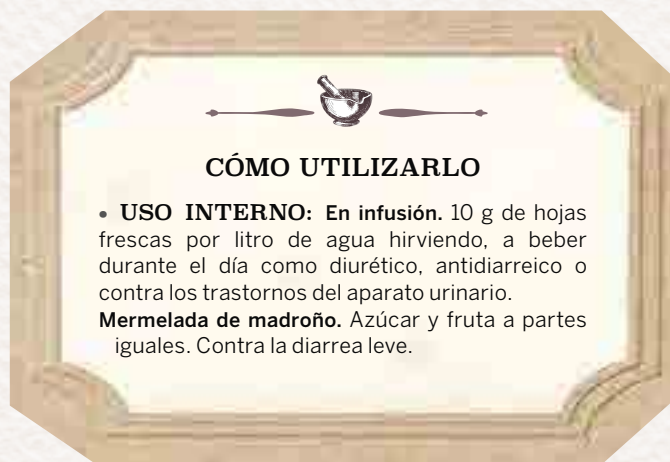 CÓMO UTILIZARLO
• USO INTERNO: En infusión. 10 g de hojas
frescas por litro de agua hirviendo, a beber
durante el día como diurético, antidiarreico o
contra los trastornos del aparato urinario.
Mermelada de madroño. Azúcar y fruta a partes
iguales. Contra la diarrea leve.